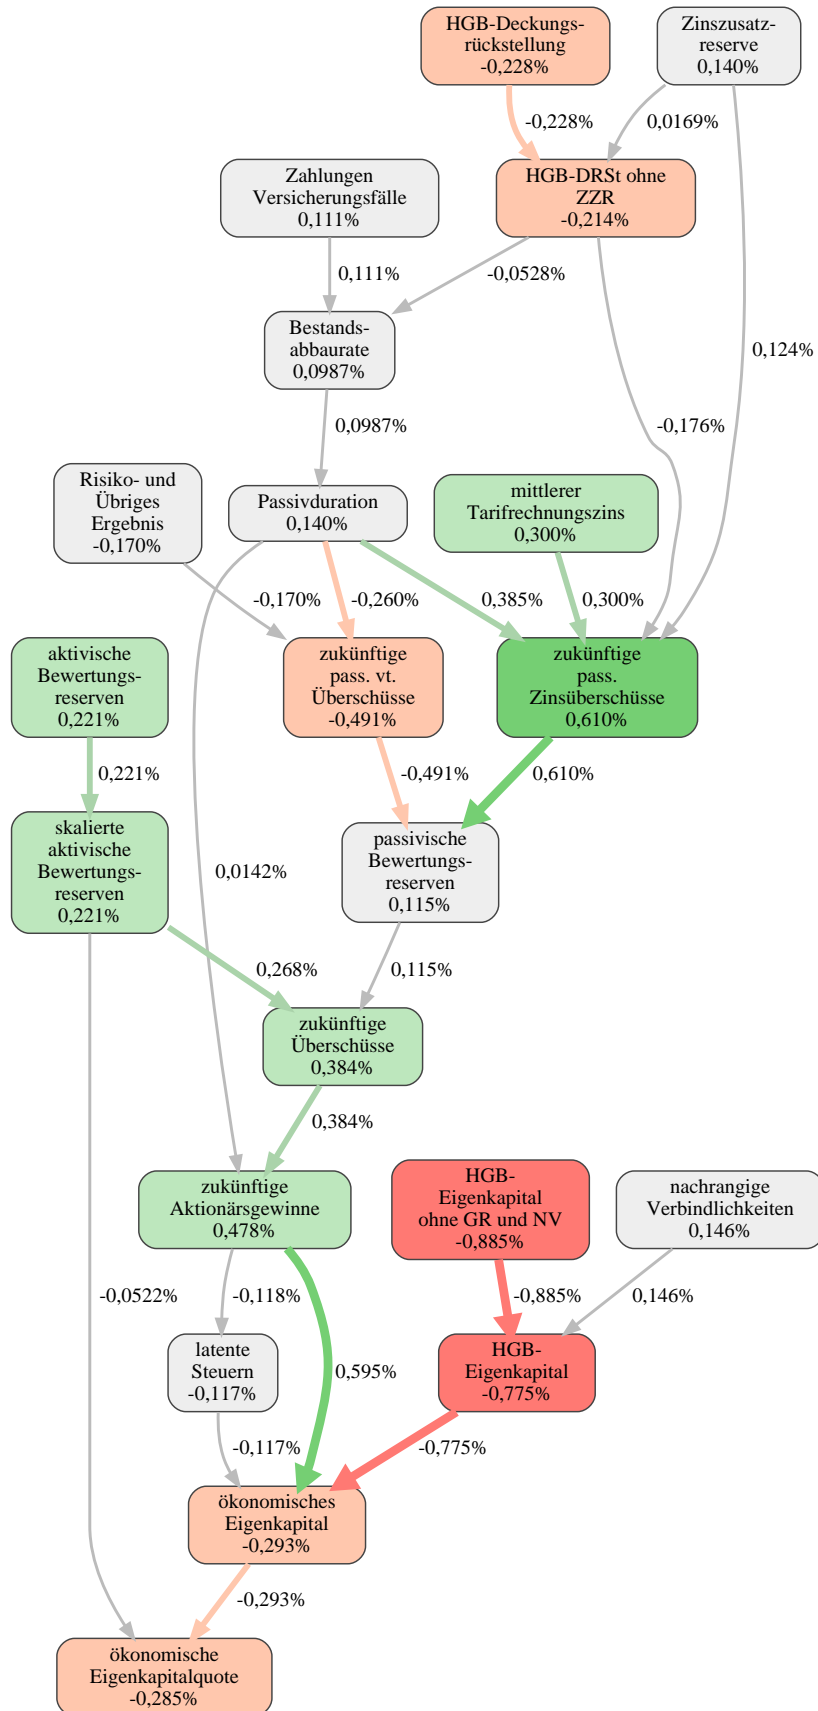 HGB-Deckungs-
rückstellung
-0,228%
Zinszusatz-
reserve
0,140%
-0,228%
0,0169%
Zahlungen
Versicherungsfälle
0,111%
HGB-DRSt ohne
ZZR
-0,214%
0,111%
-0,0528%
Bestands-
abbaurate
0,0987%
0,124%
-0,176%
0,0987%
Risiko- und
Übriges
Ergebnis
-0,170%
Passivduration
0,140%
mittlerer
Tarifrechnungszins
0,300%
-0,170%
-0,260%
0,385%
0,300%
aktivische
Bewertungs-
reserven
0,221%
zukünftige
pass. vt.
Überschüsse
-0,491%
zukünftige
pass.
Zinsüberschüsse
0,610%
0,221%
-0,491%
0,610%
skalierte
aktivische
Bewertungs-
reserven
0,221%
passivische
Bewertungs-
reserven
0,115%
0,0142%
0,268%
0,115%
zukünftige
Überschüsse
0,384%
0,384%
zukünftige
Aktionärsgewinne
0,478%
HGB-
Eigenkapital
ohne GR und NV
-0,885%
nachrangige
Verbindlichkeiten
0,146%
-0,0522%
-0,118%
-0,885%
0,146%
latente
Steuern
-0,117%
0,595%
HGB-
Eigenkapital
-0,775%
-0,117%
-0,775%
ökonomisches
Eigenkapital
-0,293%
-0,293%
ökonomische
Eigenkapitalquote
-0,285%